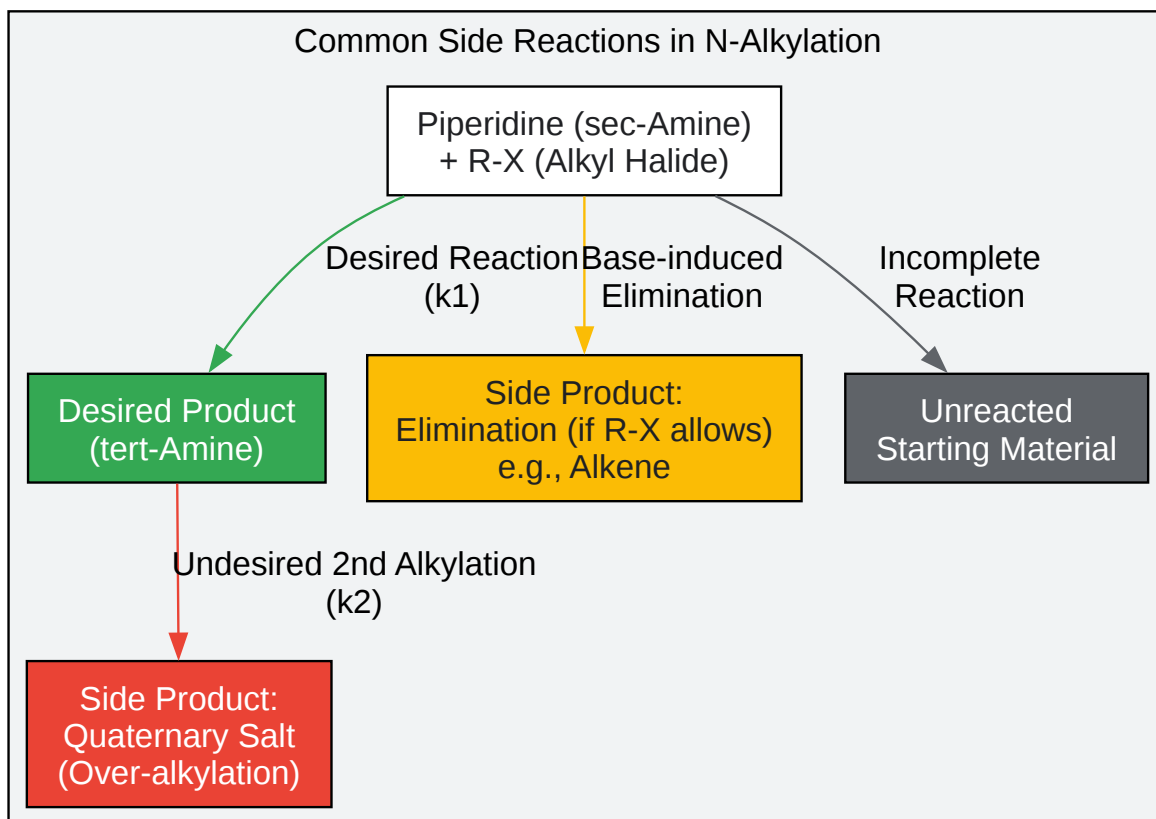 Common Side Reactions in N-Alkylation
Piperidine (sec-Amine)
+ R-X (Alkyl Halide)
Desired Reaction
(k1)
Base-induced
Elimination
Incomplete
Reaction
Desired Product
(tert-Amine)
Side Product:
Elimination (if R-X allows)
e.g., Alkene
Unreacted
Starting Material
Undesired 2nd Alkylation
(k2)
Side Product:
Quaternary Salt
(Over-alkylation)